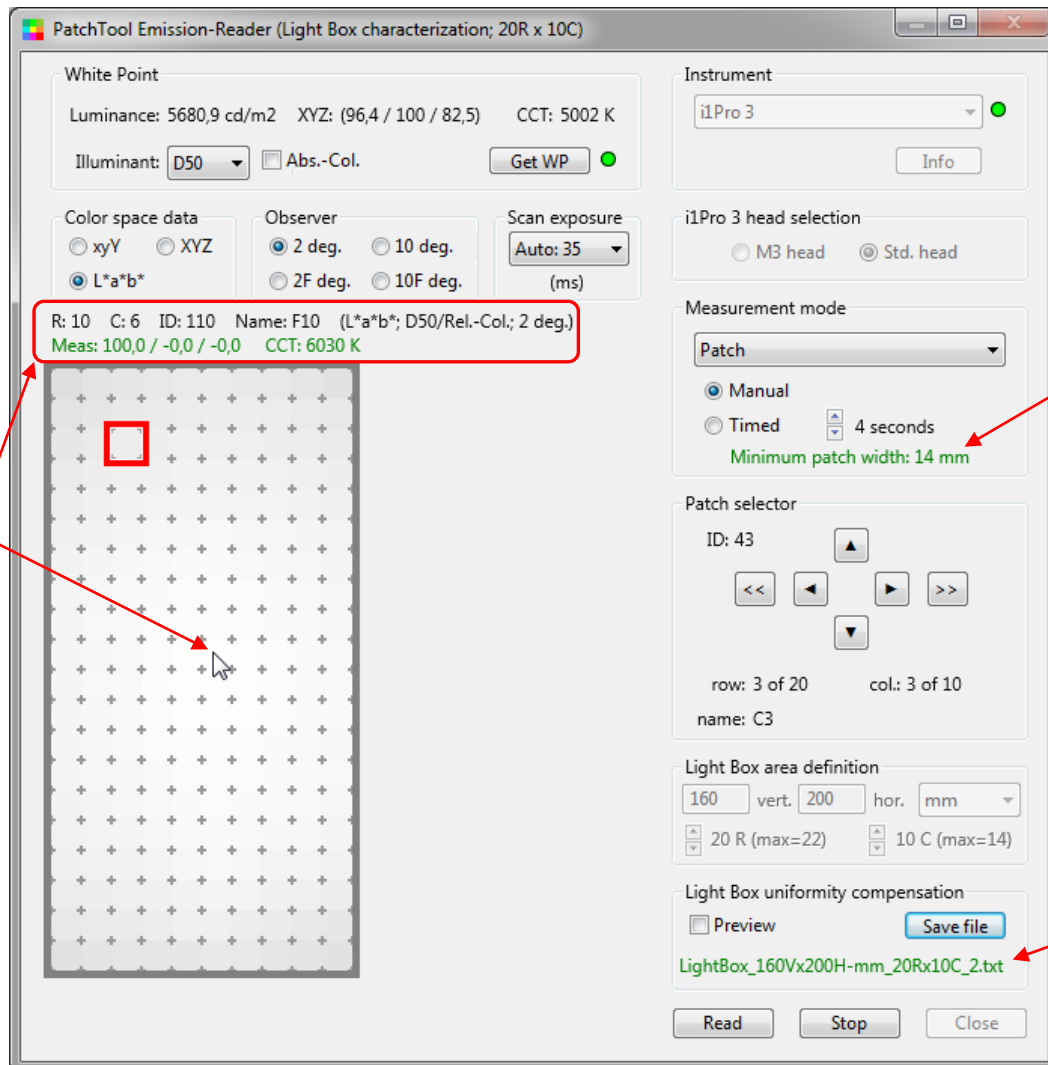 PatchTool Emission-Reader (Light Box characterization; 20R x 10C)
White Point
Luminance: 5680,9 cd/m2 XYZ: (96,4 / 100 / 82,5) CCT: 5002 K
Illuminant: D50 Abs.-Col. Get WP
Color space data
xyY XYZ
L*a*b*
Observer
2 deg. 10 deg.
2F deg. 10F deg.
Scan exposure
Auto: 35
(ms)
R: 10 C: 6 ID: 110 Name: F10 (L*a*b*; D50/Rel.-Col.; 2 deg.)
Meas: 100,0 / -0,0 / -0,0 CCT: 6030 K
Instrument
i1Pro 3
Info
i1Pro 3 head selection
M3 head Std. head
Measurement mode
Patch
Manual
Timed 4 seconds
Minimum patch width: 14 mm
Patch selector
ID: 43
<< >>
row: 3 of 20 col.: 3 of 10
name: C3
Light Box area definition
160 vert. 200 hor. mm
20 R (max=22) 10 C (max=14)
Light Box uniformity compensation
Preview Save file
LightBox_160Vx200H-mm_20Rx10C_2.txt
Read Stop Close